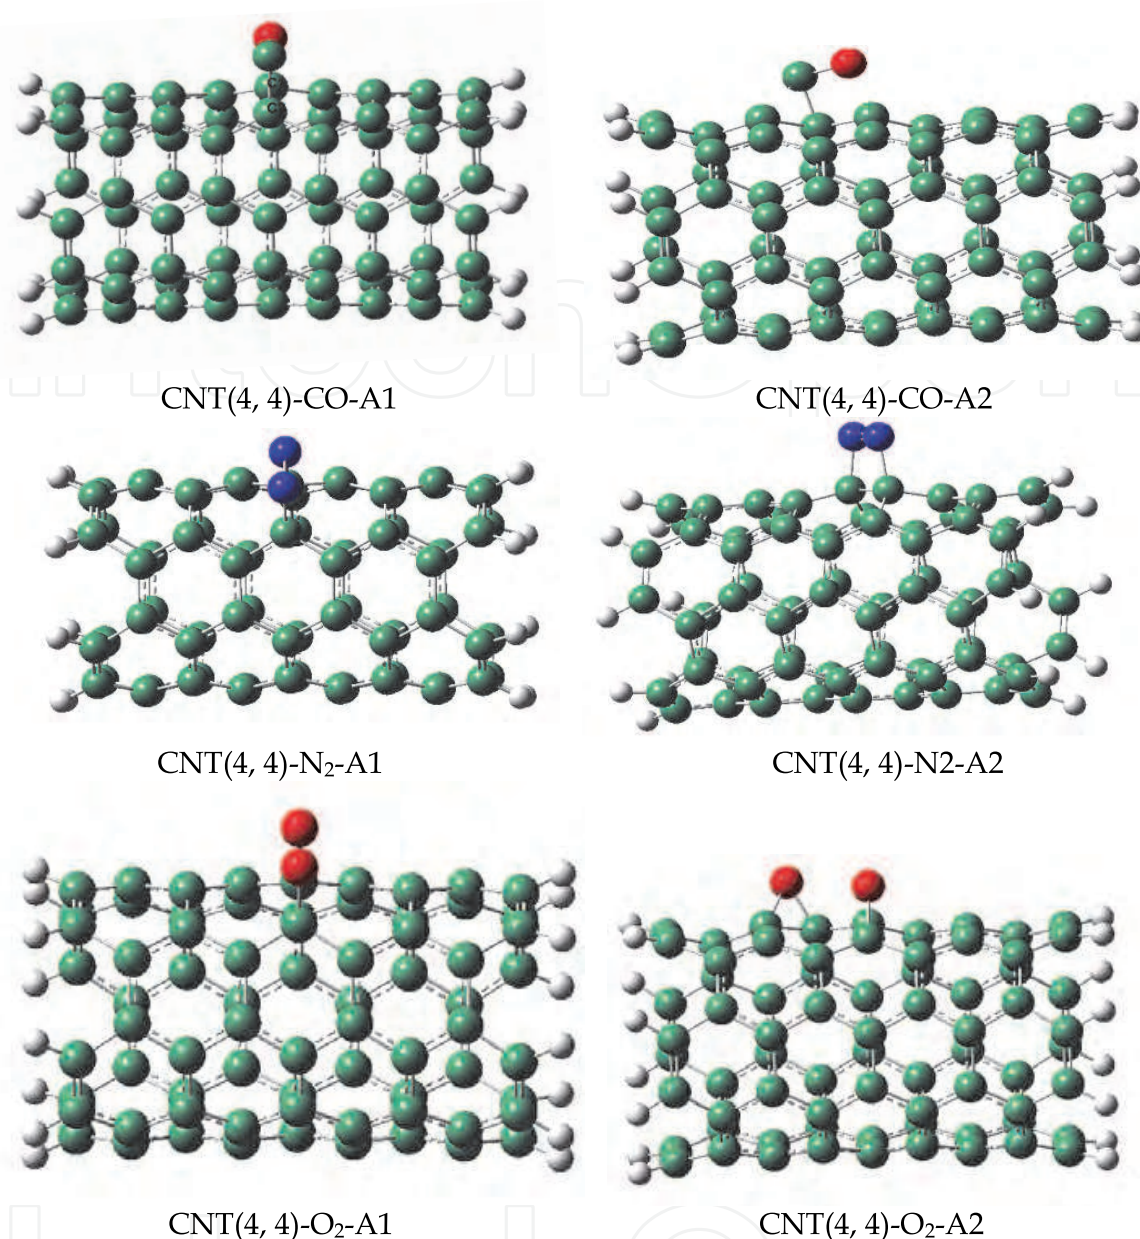 C
C
CNT(4, 4)-CO-A1
CNT(4, 4)-CO-A2
CNT(4, 4)-N₂-A1
CNT(4, 4)-N2-A2
CNT(4, 4)-O₂-A1
CNT(4, 4)-O₂-A2